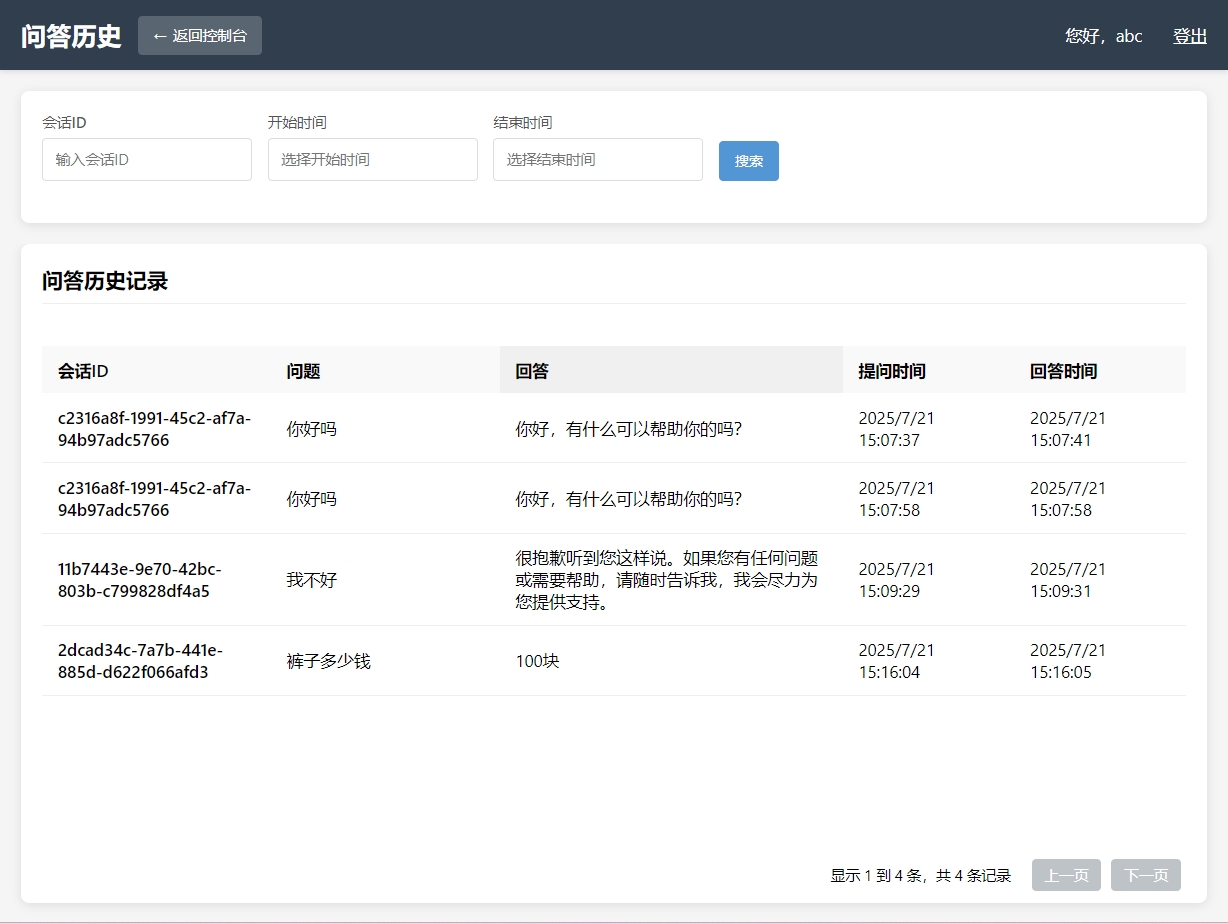 问答历史
← 返回控制台
您好，abc
登出
会话ID
开始时间
结束时间
输入会话ID
选择开始时间
选择结束时间
搜索
问答历史记录
会话ID
问题
回答
提问时间
回答时间
c2316a8f-1991-45c2-af7a-
94b97adc5766
你好吗
你好，有什么可以帮助你的吗？
2025/7/21
15:07:37
2025/7/21
15:07:41
c2316a8f-1991-45c2-af7a-
94b97adc5766
你好吗
你好，有什么可以帮助你的吗？
2025/7/21
15:07:58
2025/7/21
15:07:58
11b7443e-9e70-42bc-
803b-c799828df4a5
我不好
很抱歉听到您这样说。如果您有任何问题
或需要帮助，请随时告诉我，我会尽力为
您提供支持。
2025/7/21
15:09:29
2025/7/21
15:09:31
2dcad34c-7a7b-441e-
885d-d622f066afd3
裤子多少钱
100块
2025/7/21
15:16:04
2025/7/21
15:16:05
显示 1 到 4 条，共 4 条记录
上一页
下一页